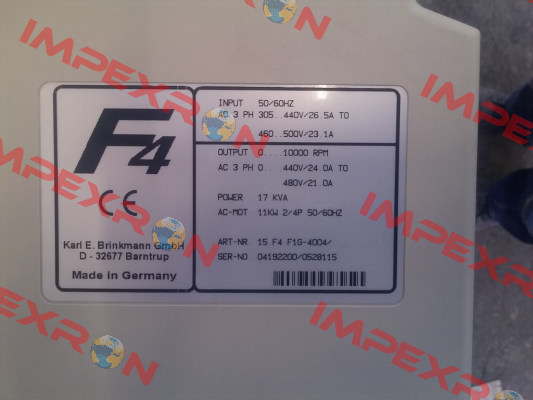 F4
CE
Karl E. Brinkmann GmbH
D - 32677 Barntrup
Made in Germany
INPUT 50/60HZ
AC 3 PH 305...440V/26.5A TO
460..500V/23.1A
OUTPUT 0....10000 RPM
AC 3 PH 0....440V/24.0A TO
480V/21.0A
POWER 17 KVA
AC-MOT 11KW 2/4P 50/60HZ
ART-NR. 15 F4 F1G-4004/
SER-NO 04192200/0528115
IMPEXRON
IMPEXRON
IMPEXRON
IMPEXRON
IMPEXRON
IMPEXRON